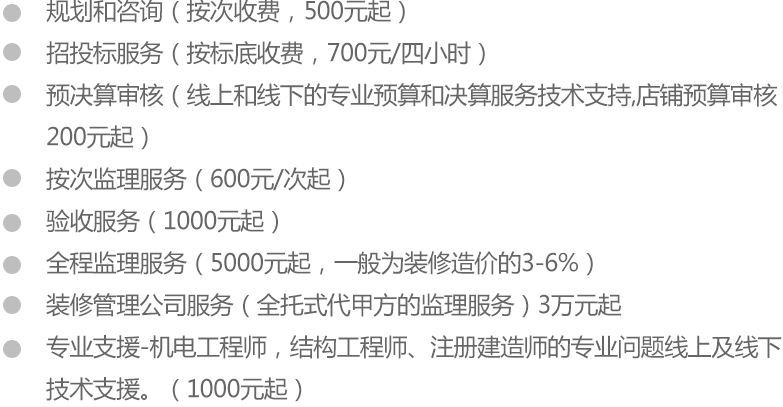 规划和咨询（按次收费，500元起）
招投标服务（按标底收费，700元/四小时）
预决算审核（线上和线下的专业预算和决算服务技术支持,店铺预算审核
200元起）
按次监理服务（600元/次起）
验收服务（1000元起）
全程监理服务（5000元起，一般为装修造价的3-6%）
装修管理公司服务（全托式代甲方的监理服务）3万元起
专业支援-机电工程师，结构工程师、注册建造师的专业问题线上及线下
技术支援。（1000元起）